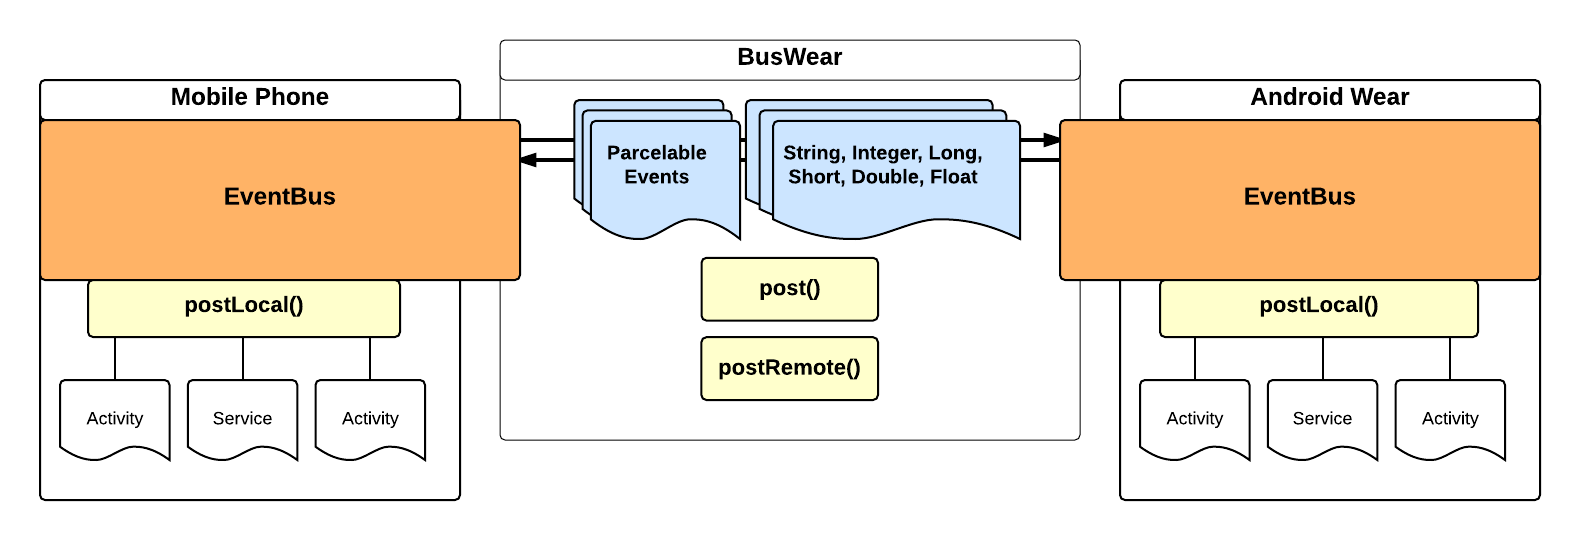 BusWear
Mobile Phone
Android Wear
Parcelable
Events
String, Integer, Long,
Short, Double, Float
EventBus
EventBus
post()
postLocal()
postLocal()
postRemote()
Activity
Service
Activity
Activity
Service
Activity